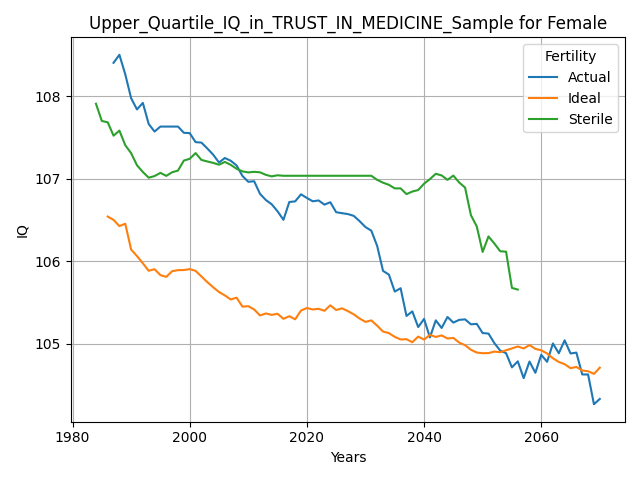 Upper_Quartile_IQ_in_TRUST_IN_MEDICINE_Sample for Female
Fertility
Actual
Ideal
Sterile
108
107
106
105
IQ
1980
2000
2020
2040
2060
Years